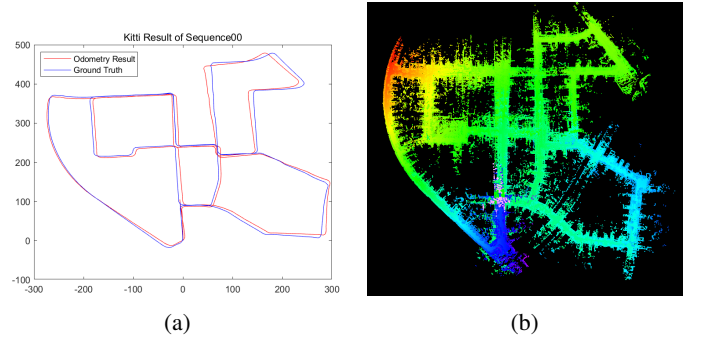 Kitti Result of Sequence00
Odometry Result
Ground Truth
500
400
300
200
100
0
-100
-300
-200
-100
0
100
200
300
(a)
(b)